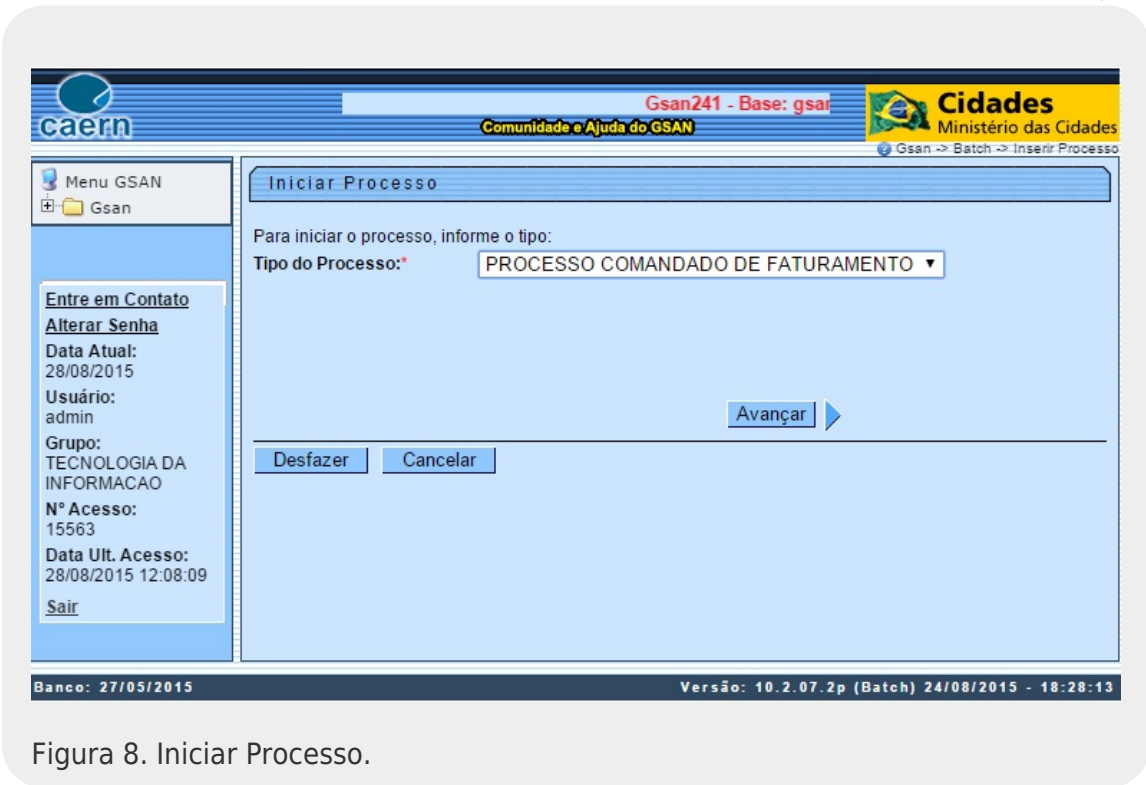 caern
Gsan241 - Base: gsan
Comunidade e Ajuda do GSAN
Cidades
Ministério das Cidades
Gsan -> Batch -> Inserir Processo
Menu GSAN
Gsan
Iniciar Processo
Para iniciar o processo, informe o tipo:
Tipo do Processo:* PROCESSO COMANDADO DE FATURAMENTO
Avançar
Desfazer Cancelar
Entre em Contato
Alterar Senha
Data Atual:
28/08/2015
Usuário:
admin
Grupo:
TECNOLOGIA DA
INFORMACAO
Nº Acesso:
15563
Data Ult. Acesso:
28/08/2015 12:08:09
Sair
Banco: 27/05/2015 Versão: 10.2.07.2p (Batch) 24/08/2015 - 18:28:13
Figura 8. Iniciar Processo.